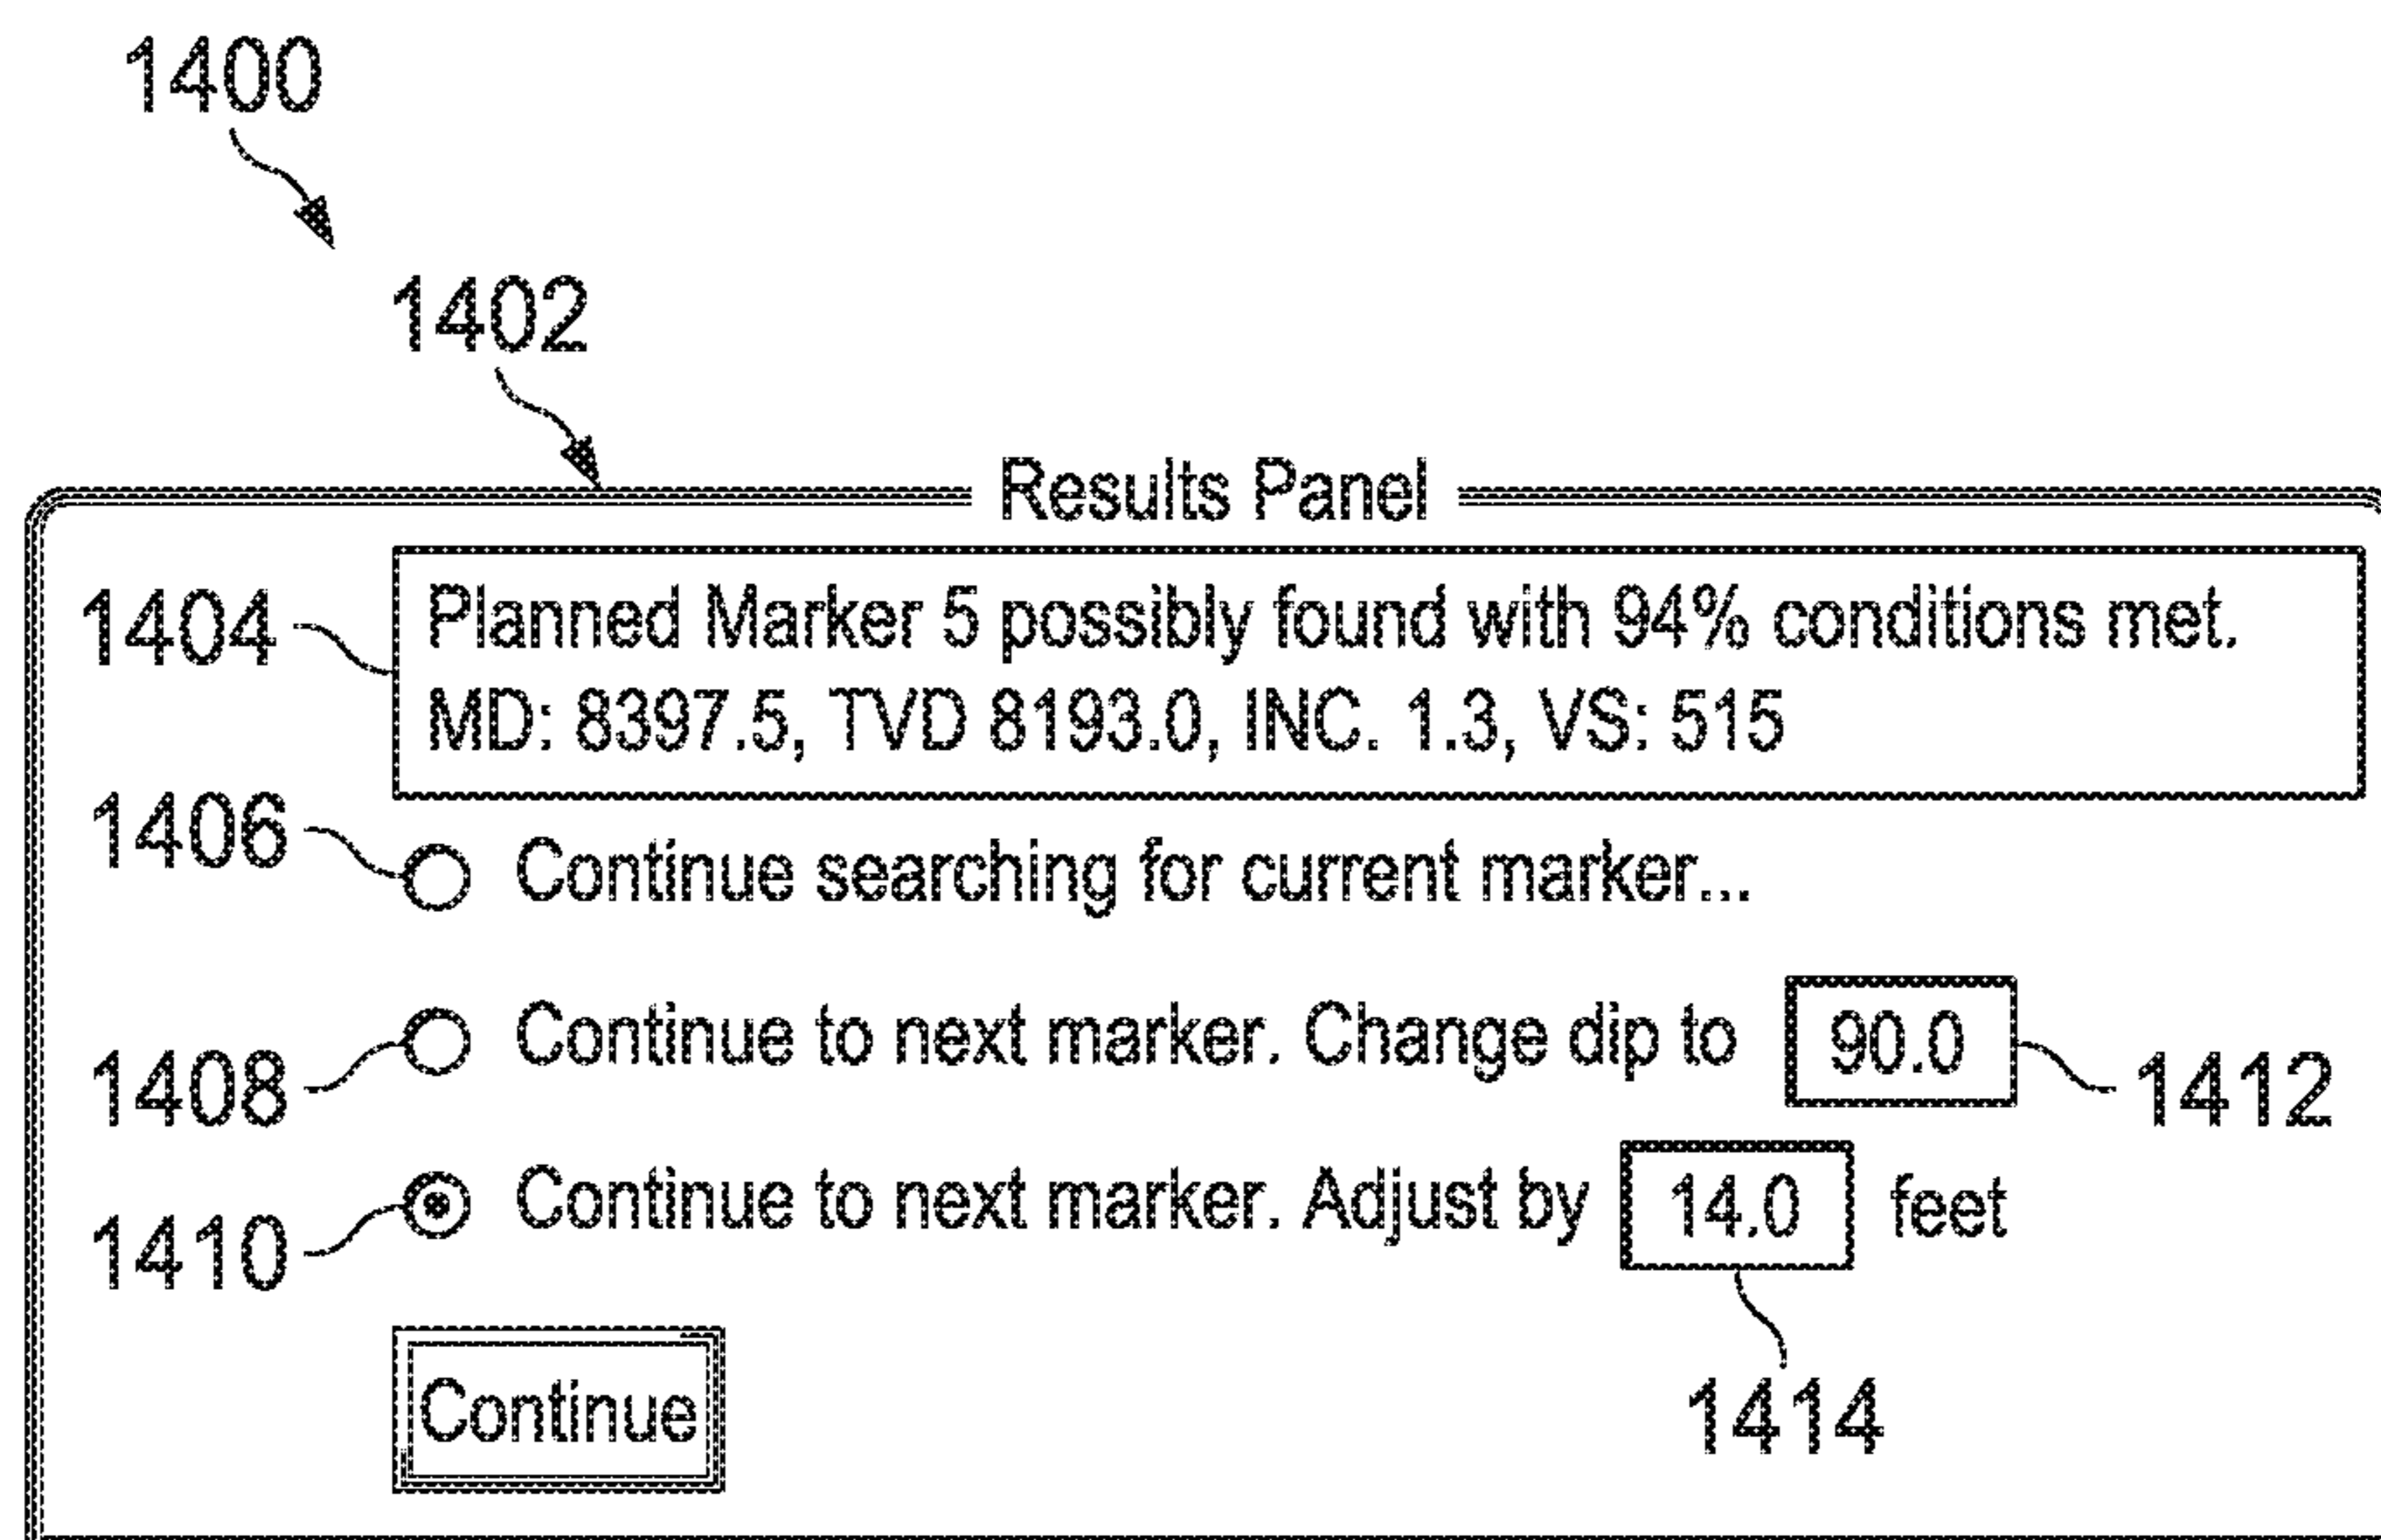 1400
1402
Results Panel
1404
Planned Marker 5 possibly found with 94% conditions met.
MD: 8397.5, TVD 8193.0, INC. 1.3, VS: 515
1406
Continue searching for current marker...
1408
Continue to next marker. Change dip to 90.0
1412
1410
Continue to next marker. Adjust by 14.0 feet
Continue
1414